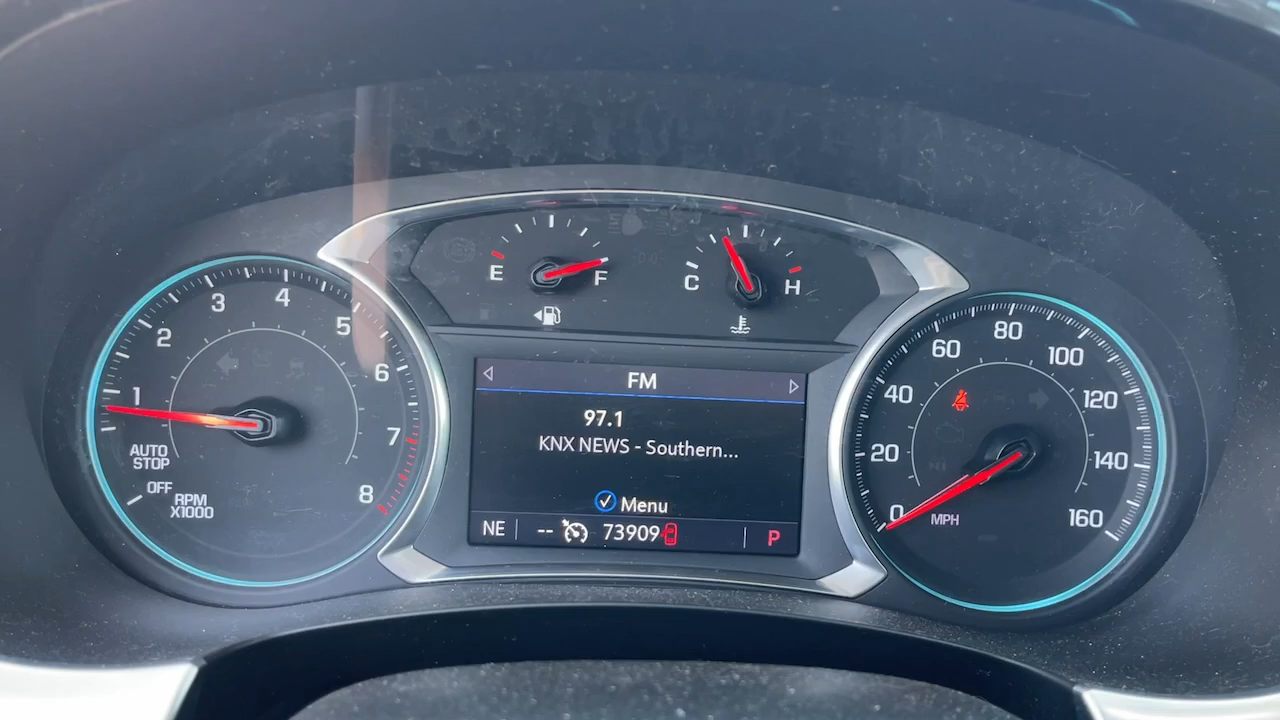 E
F
C
H
1
2
3
4
5
6
7
8
AUTO
STOP
OFF
RPM
X1000
FM
97.1
KNX NEWS - Southern...
Menu
NE
--
73909
P
0
20
40
60
80
100
120
140
160
MPH